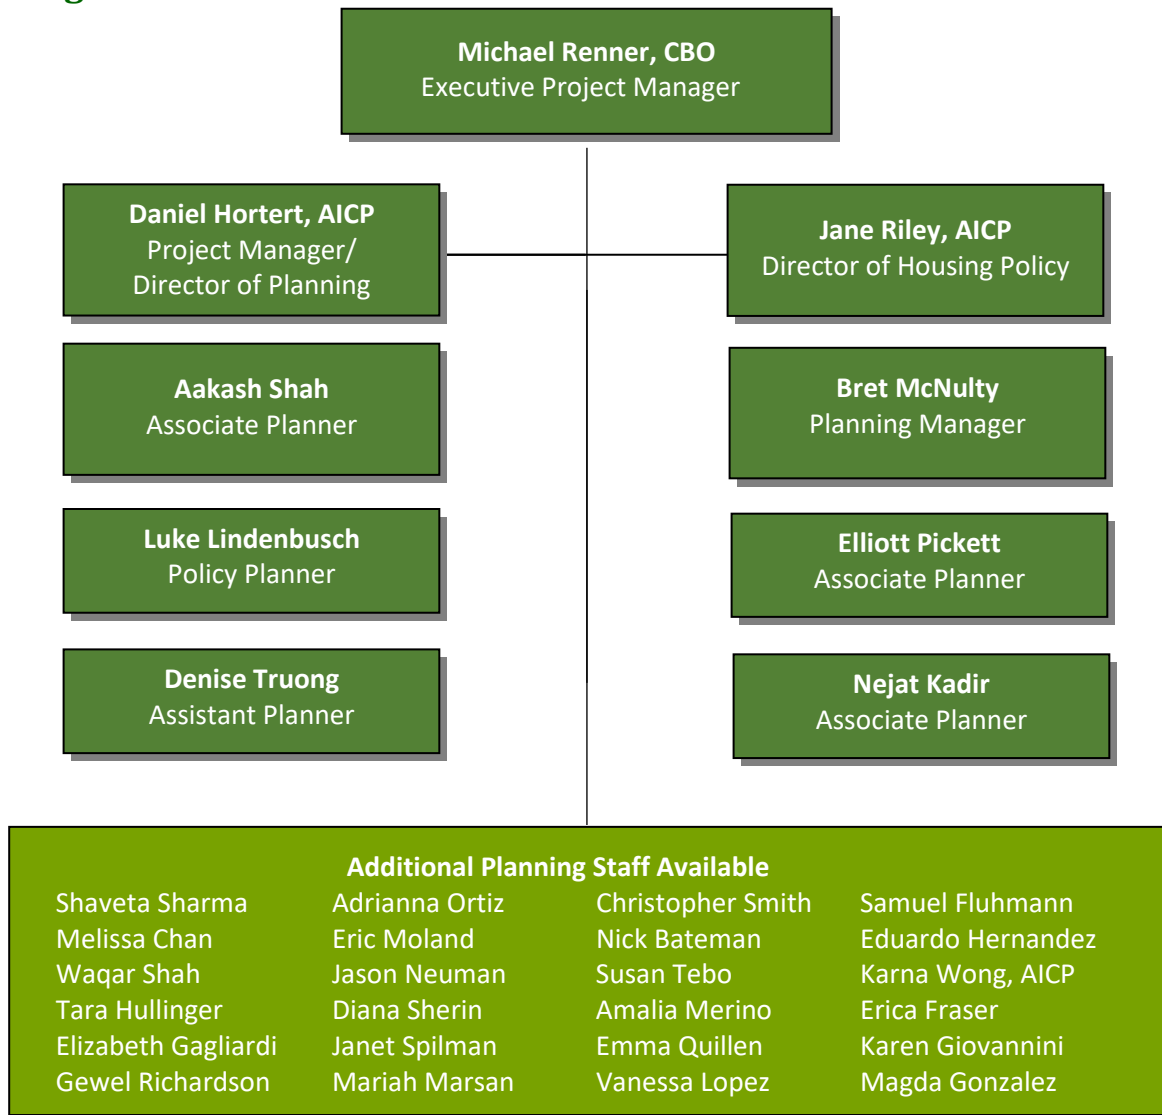 Michael Renner, CBO
Executive Project Manager
Daniel Hortert, AICP
Project Manager/
Director of Planning
Jane Riley, AICP
Director of Housing Policy
Aakash Shah
Associate Planner
Bret McNulty
Planning Manager
Luke Lindenbusch
Policy Planner
Elliott Pickett
Associate Planner
Denise Truong
Assistant Planner
Nejat Kadir
Associate Planner
Additional Planning Staff Available
Shaveta Sharma Adrianna Ortiz Christopher Smith Samuel Fluhmann
Melissa Chan Eric Moland Nick Bateman Eduardo Hernandez
Waqar Shah Jason Neuman Susan Tebo Karna Wong, AICP
Tara Hullinger Diana Sherin Amalia Merino Erica Fraser
Elizabeth Gagliardi Janet Spilman Emma Quillen Karen Giovannini
Gewel Richardson Mariah Marsan Vanessa Lopez Magda Gonzalez